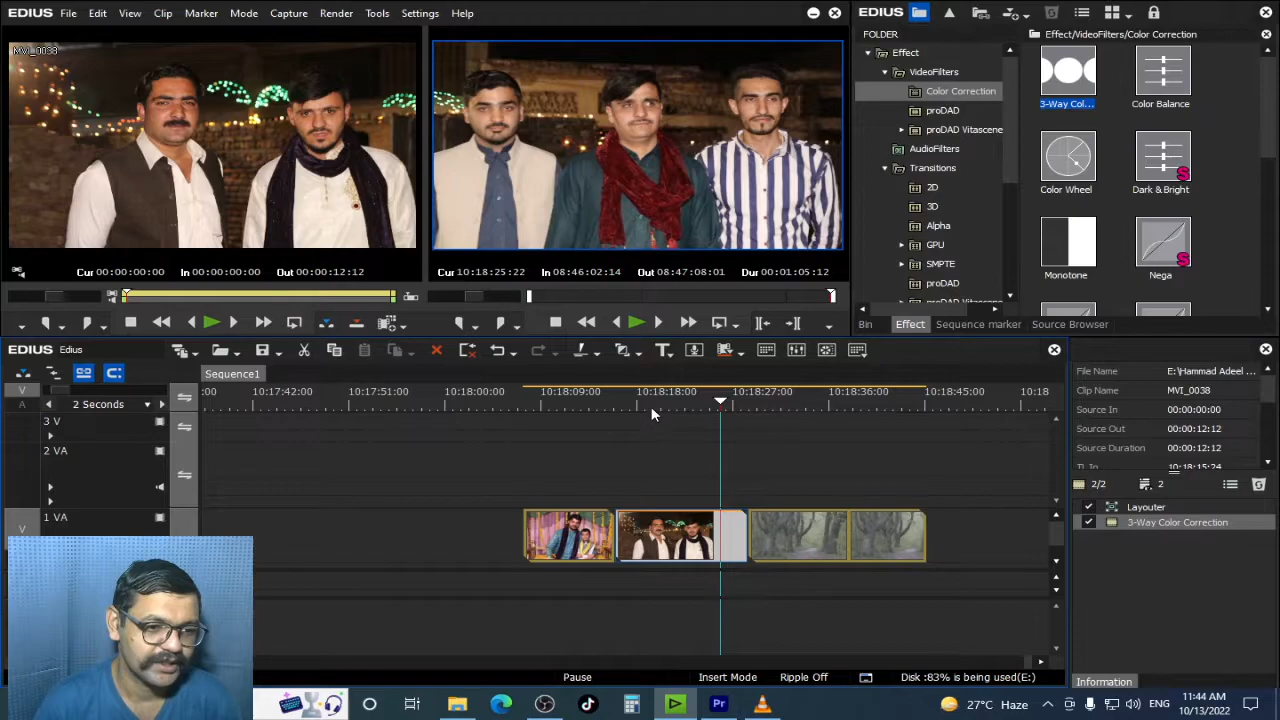 EDIUS File Edit View Clip Marker Mode Capture Render Tools Settings Help
MVI_0038
Cur 00:00:00:00 In 00:00:00:00 Out 00:00:12:12
Cur 10:18:25:22 In 08:46:02:14 Out 08:47:08:01 Dur 00:01:05:12
EDIUS
FOLDER
Effect
VideoFilters
Color Correction
proDAD
proDAD Vitascene
AudioFilters
Transitions
2D
3D
Alpha
GPU
SMPTE
proDAD
proDAD Vitascene
Effect/VideoFilters/Color Correction
3-Way Col...
Color Balance
Color Wheel
Dark & Bright
S
Monotone
Nega
S
Bin Effect Sequence marker Source Browser
EDIUS Edius
Sequence1
V
A
2 Seconds
:00 10:17:42:00 10:17:51:00 10:18:00:00 10:18:09:00 10:18:18:00 10:18:27:00 10:18:36:00 10:18:45:00 10:18
3 V
2 VA
1 VA
V
File Name E:\Hammad Adeel ...
Clip Name MVI_0038
Source In 00:00:00:00
Source Out 00:00:12:12
Source Duration 00:00:12:12
TL In 10:18:15:24
2/2 2
Layouter
3-Way Color Correction
Information
Pause Insert Mode Ripple Off Disk :83% is being used(E:)
Pr
27°C Haze
ENG
11:44 AM
10/13/2022